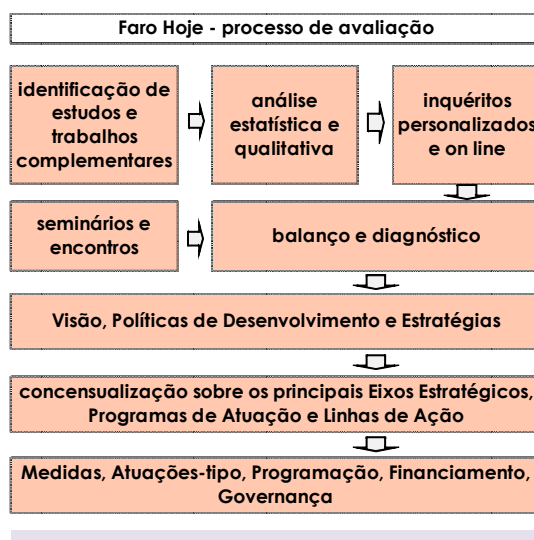 Faro Hoje - processo de avaliação
identificação de
estudos e
trabalhos
complementares
análise
estatística e
qualitativa
inquéritos
personalizados
e on line
seminários e
encontros
balanço e diagnóstico
Visão, Políticas de Desenvolvimento e Estratégias
concensualização sobre os principais Eixos Estratégicos,
Programas de Atuação e Linhas de Ação
Medidas, Atuações-tipo, Programação, Financiamento,
Governança